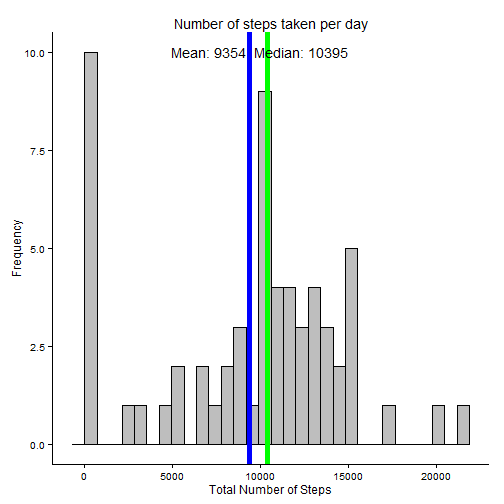 Number of steps taken per day
Mean: 9354 Median: 10395
10.0
7.5
5.0
2.5
0.0
Frequency
0 5000 10000 15000 20000
Total Number of Steps